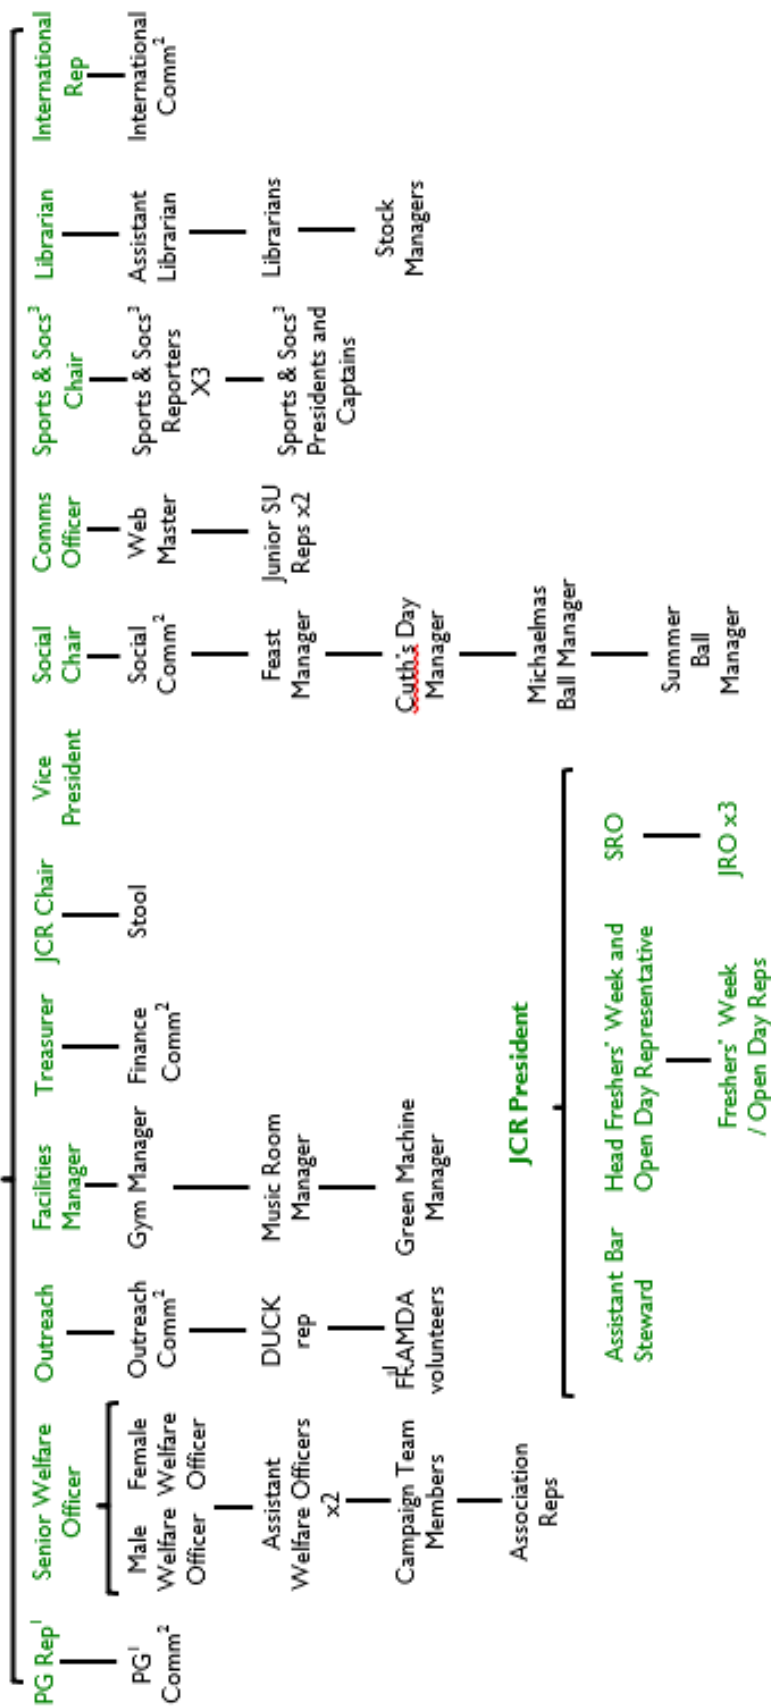 PG Rep¹
PG¹
Comm²
Senior Welfare
Officer
Male
Welfare
Officer
Female
Welfare
Officer
Assistant
Welfare Officers
x2
Campaign Team
Members
Association
Reps
Outreach
Outreach
Comm²
DUCK
rep
volunteers
Facilities
Manager
Gym Manager
Music Room
Manager
Green Machine
Manager
Treasurer
Finance
Comm²
JCR Chair
Stool
Vice
President
Social
Chair
Social
Comm²
Feast
Manager
Cuth's Day
Manager
Michaelmas
Ball Manager
Summer
Ball
Manager
Comms
Officer
Web
Master
Junior SU
Reps x2
Sports & Socs³
Chair
Sports & Socs³
Reporters
X3
Sports & Socs³
Presidents and
Captains
Librarian
Assistant
Librarian
Librarians
Stock
Managers
International
Rep
International
Comm²
JCR President
Assistant Bar
Steward
Head Freshers' Week and
Open Day Representative
Freshers' Week
/ Open Day Reps
SRO
JRO x3